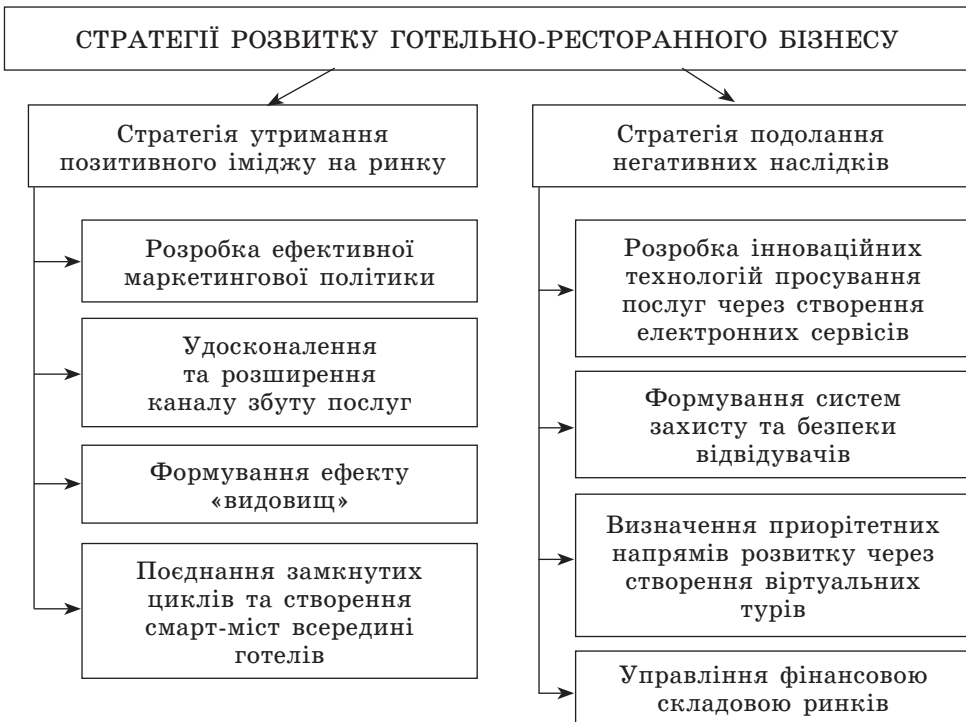 СТРАТЕГІЇ РОЗВИТКУ ГОТЕЛЬНО-РЕСТОРАННОГО БІЗНЕСУ
Стратегія утримання
позитивного іміджу на ринку
Розробка ефективної
маркетингової політики
Удосконалення
та розширення
каналу збуту послуг
Формування ефекту
«видовищ»
Поєднання замкнутих
циклів та створення
смарт-міст всередині
готелів
Стратегія подолання
негативних наслідків
Розробка інноваційних
технологій просування
послуг через створення
електронних сервісів
Формування систем
захисту та безпеки
відвідувачів
Визначення приорітетних
напрямів розвитку через
створення віртуальних
турів
Управління фінансовою
складовою ринків